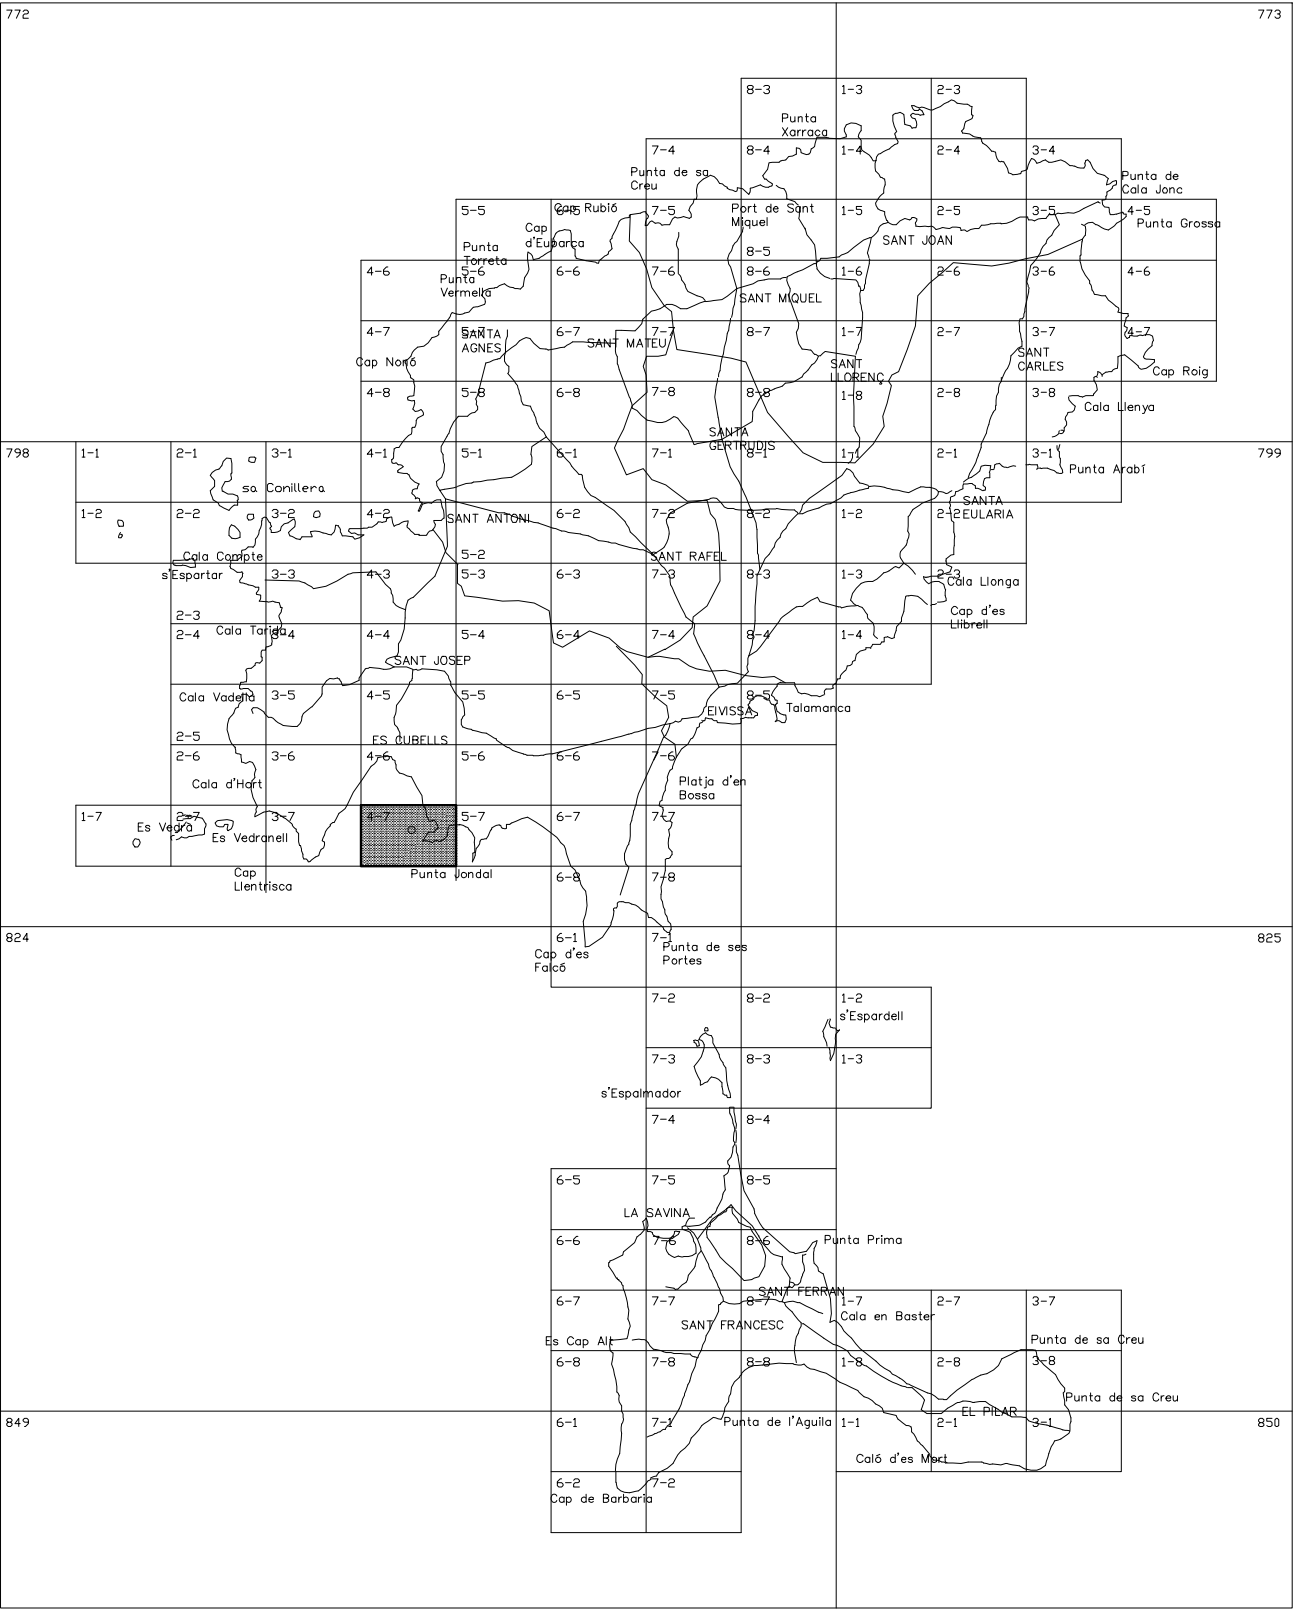 772
773
8-3
1-3
2-3
Punta
Xarraca
7-4
8-4
1-4
2-4
3-4
Punta de sa
Creu
Punta de
Cala Jonc
5-5
6-5
Cap Rubió
7-5
Port de Sant
Miquel
1-5
2-5
3-5
4-5
Punta Grossa
Cap
d'Eubarca
SANT JOAN
Punta
Torreta
8-5
4-6
5-6
6-6
7-6
8-6
1-6
2-6
3-6
4-6
Punta
Vermella
SANT MIQUEL
4-7
5-7
SANTA
AGNES
6-7
SANT MATEU
7-7
8-7
1-7
2-7
3-7
4-7
Cap Nonó
SANT
LLORENÇ
SANT
CARLES
Cap Roig
4-8
5-8
6-8
7-8
8-8
1-8
2-8
3-8
Cala Llenya
SANTA
GERTRUDIS
798
1-1
2-1
3-1
4-1
5-1
6-1
7-1
8-1
1-1
2-1
3-1
799
Punta Arabí
sa Conillera
SANTA
EULARIA
1-2
2-2
3-2
4-2
SANT ANTONI
6-2
7-2
8-2
1-2
2-2
Cala Compte
5-2
SANT RAFEL
s'Espartar
3-3
4-3
5-3
6-3
7-3
8-3
1-3
2-3
Cala Llonga
2-3
Cap d'es
Llibrell
2-4
Cala Tarida
3-4
4-4
5-4
6-4
7-4
8-4
1-4
SANT JOSEP
Cala Vadella
3-5
4-5
5-5
6-5
7-5
8-5
EIVISSA
Talamanca
2-5
ES CUBELLS
2-6
3-6
4-6
5-6
6-6
7-6
Cala d'Hort
Platja d'en
Bossa
1-7
2-7
3-7
4-7
5-7
6-7
7-7
Es Vedrà
Es Vedranell
Cap
Llentrisca
Punta Jondal
6-8
7-8
824
6-1
7-1
825
Cap d'es
Falcó
Punta de ses
Portes
7-2
8-2
1-2
s'Espardell
7-3
8-3
1-3
s'Espalmador
7-4
8-4
6-5
7-5
8-5
LA SAVINA
6-6
7-6
8-6
Punta Prima
SANT FERRAN
6-7
7-7
8-7
1-7
2-7
3-7
Cala en Baster
SANT FRANCESC
Es Cap Alt
Punta de sa Creu
6-8
7-8
8-8
1-8
2-8
3-8
Punta de sa Creu
EL PILAR
849
6-1
7-1
Punta de l'Aguila
1-1
2-1
3-1
850
Caló d'es Mort
6-2
7-2
Cap de Barbaria